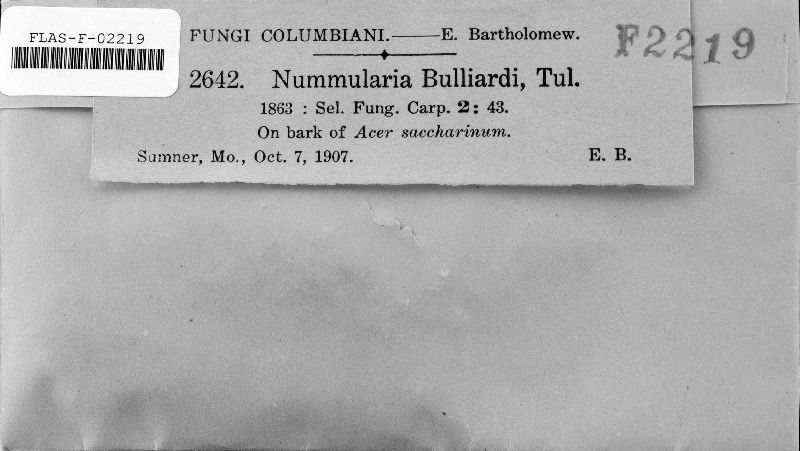 FLAS-F-02219
FUNGI COLUMBIANI.——E. Bartholomew.
F2219
2642. Nummularia Bulliardi, Tul.
1863 : Sel. Fung. Carp. 2: 43.
On bark of Acer saccharinum.
Sumner, Mo., Oct. 7, 1907. E. B.